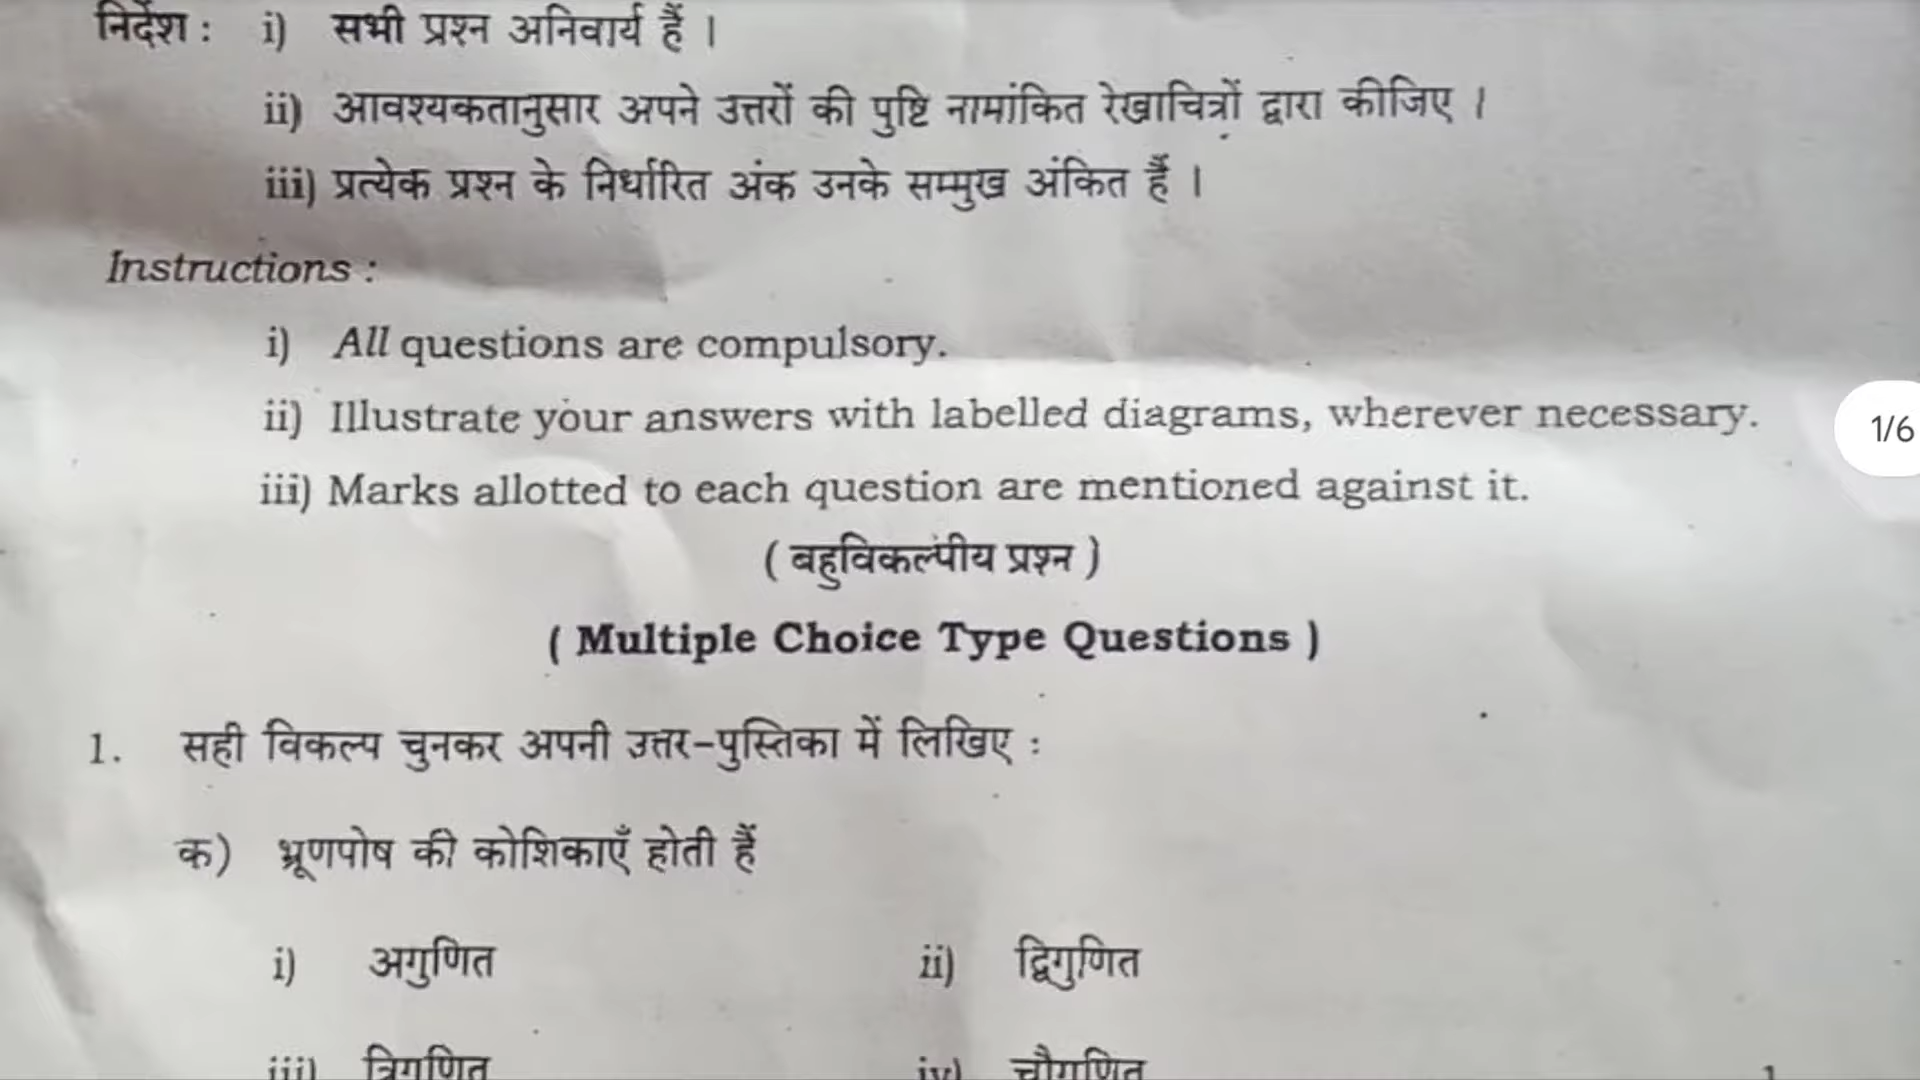 निर्देश : i) सभी प्रश्न अनिवार्य हैं ।
ii) आवश्यकतानुसार अपने उत्तरों की पुष्टि नामांकित रेखाचित्रों द्वारा कीजिए ।
iii) प्रत्येक प्रश्न के निर्धारित अंक उनके सम्मुख अंकित हैं ।
Instructions :
i) All questions are compulsory.
ii) Illustrate your answers with labelled diagrams, wherever necessary.
1/6
iii) Marks allotted to each question are mentioned against it.
( बहुविकल्पीय प्रश्न )
( Multiple Choice Type Questions )
1. सही विकल्प चुनकर अपनी उत्तर-पुस्तिका में लिखिए :
क) भ्रूणपोष की कोशिकाएँ होती हैं
i) अगुणित ii) द्विगुणित
iii) त्रिगुणित iv) चौगुणित 1